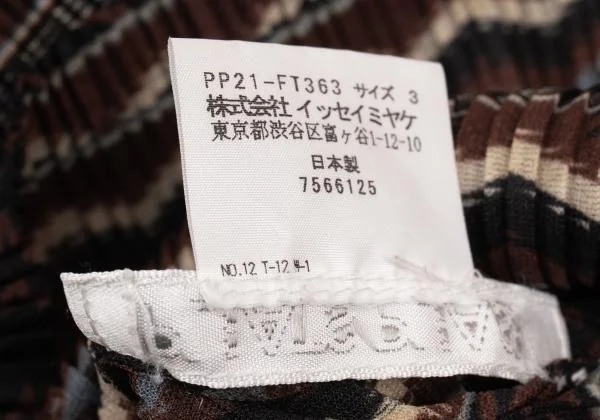 PP21-FT363 サイズ 3
株式会社 イッセイミヤケ
東京都渋谷区富ヶ谷1-12-10
日本製
7566125
NO.12 T-12 W-1